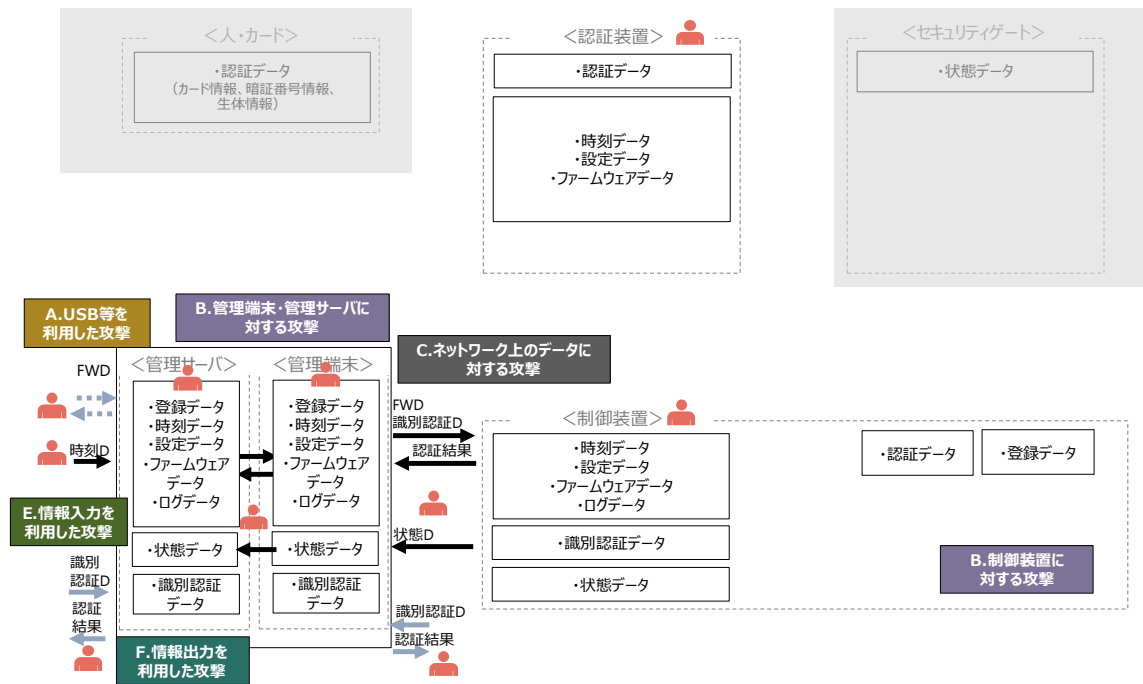 <人・カード>
・認証データ
(カード情報、暗証番号情報、
生体情報)
<認証装置>
・認証データ
・時刻データ
・設定データ
・ファームウェアデータ
<セキュリティゲート>
・状態データ
A.USB等を
利用した攻撃
B.管理端末・管理サーバに
対する攻撃
C.ネットワーク上のデータに
対する攻撃
FWD
時刻D
<管理サーバ>
・登録データ
・時刻データ
・設定データ
・ファームウェア
データ
・ログデータ
・状態データ
・識別認証
データ
<管理端末>
・登録データ
・時刻データ
・設定データ
・ファームウェア
データ
・ログデータ
・状態データ
・識別認証
データ
FWD
識別認証D
認証結果
状態D
識別認証D
認証結果
<制御装置>
・時刻データ
・設定データ
・ファームウェアデータ
・ログデータ
・識別認証データ
・状態データ
・認証データ
・登録データ
B.制御装置に
対する攻撃
E.情報入力を
利用した攻撃
識別
認証D
認証
結果
F.情報出力を
利用した攻撃